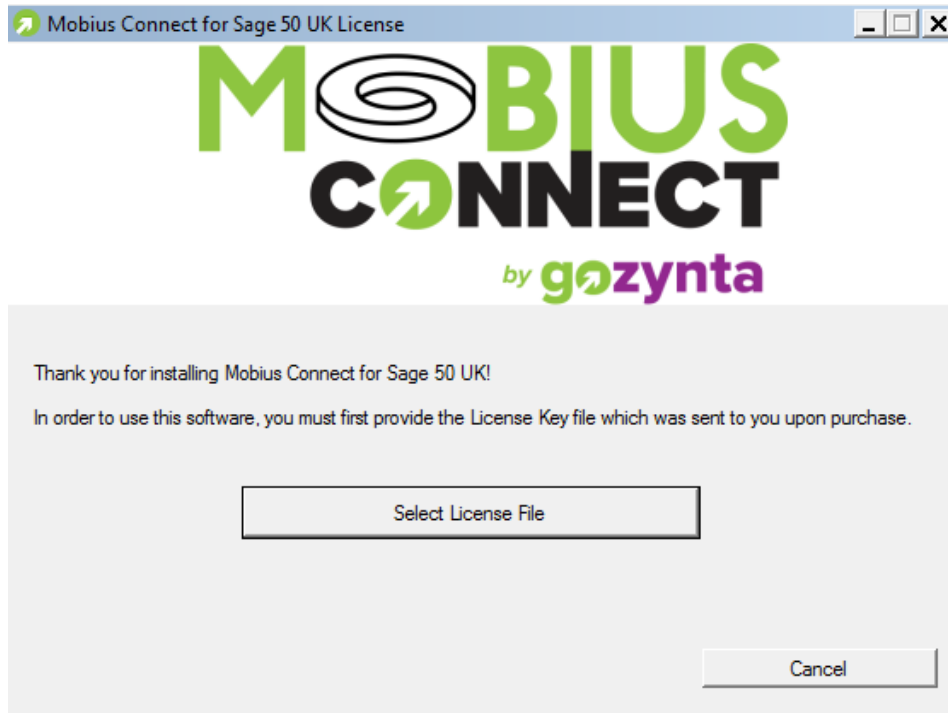 Mobius Connect for Sage 50 UK License
MOBIUS
CONNECT
by gozynta
Thank you for installing Mobius Connect for Sage 50 UK!
In order to use this software, you must first provide the License Key file which was sent to you upon purchase.
Select License File
Cancel